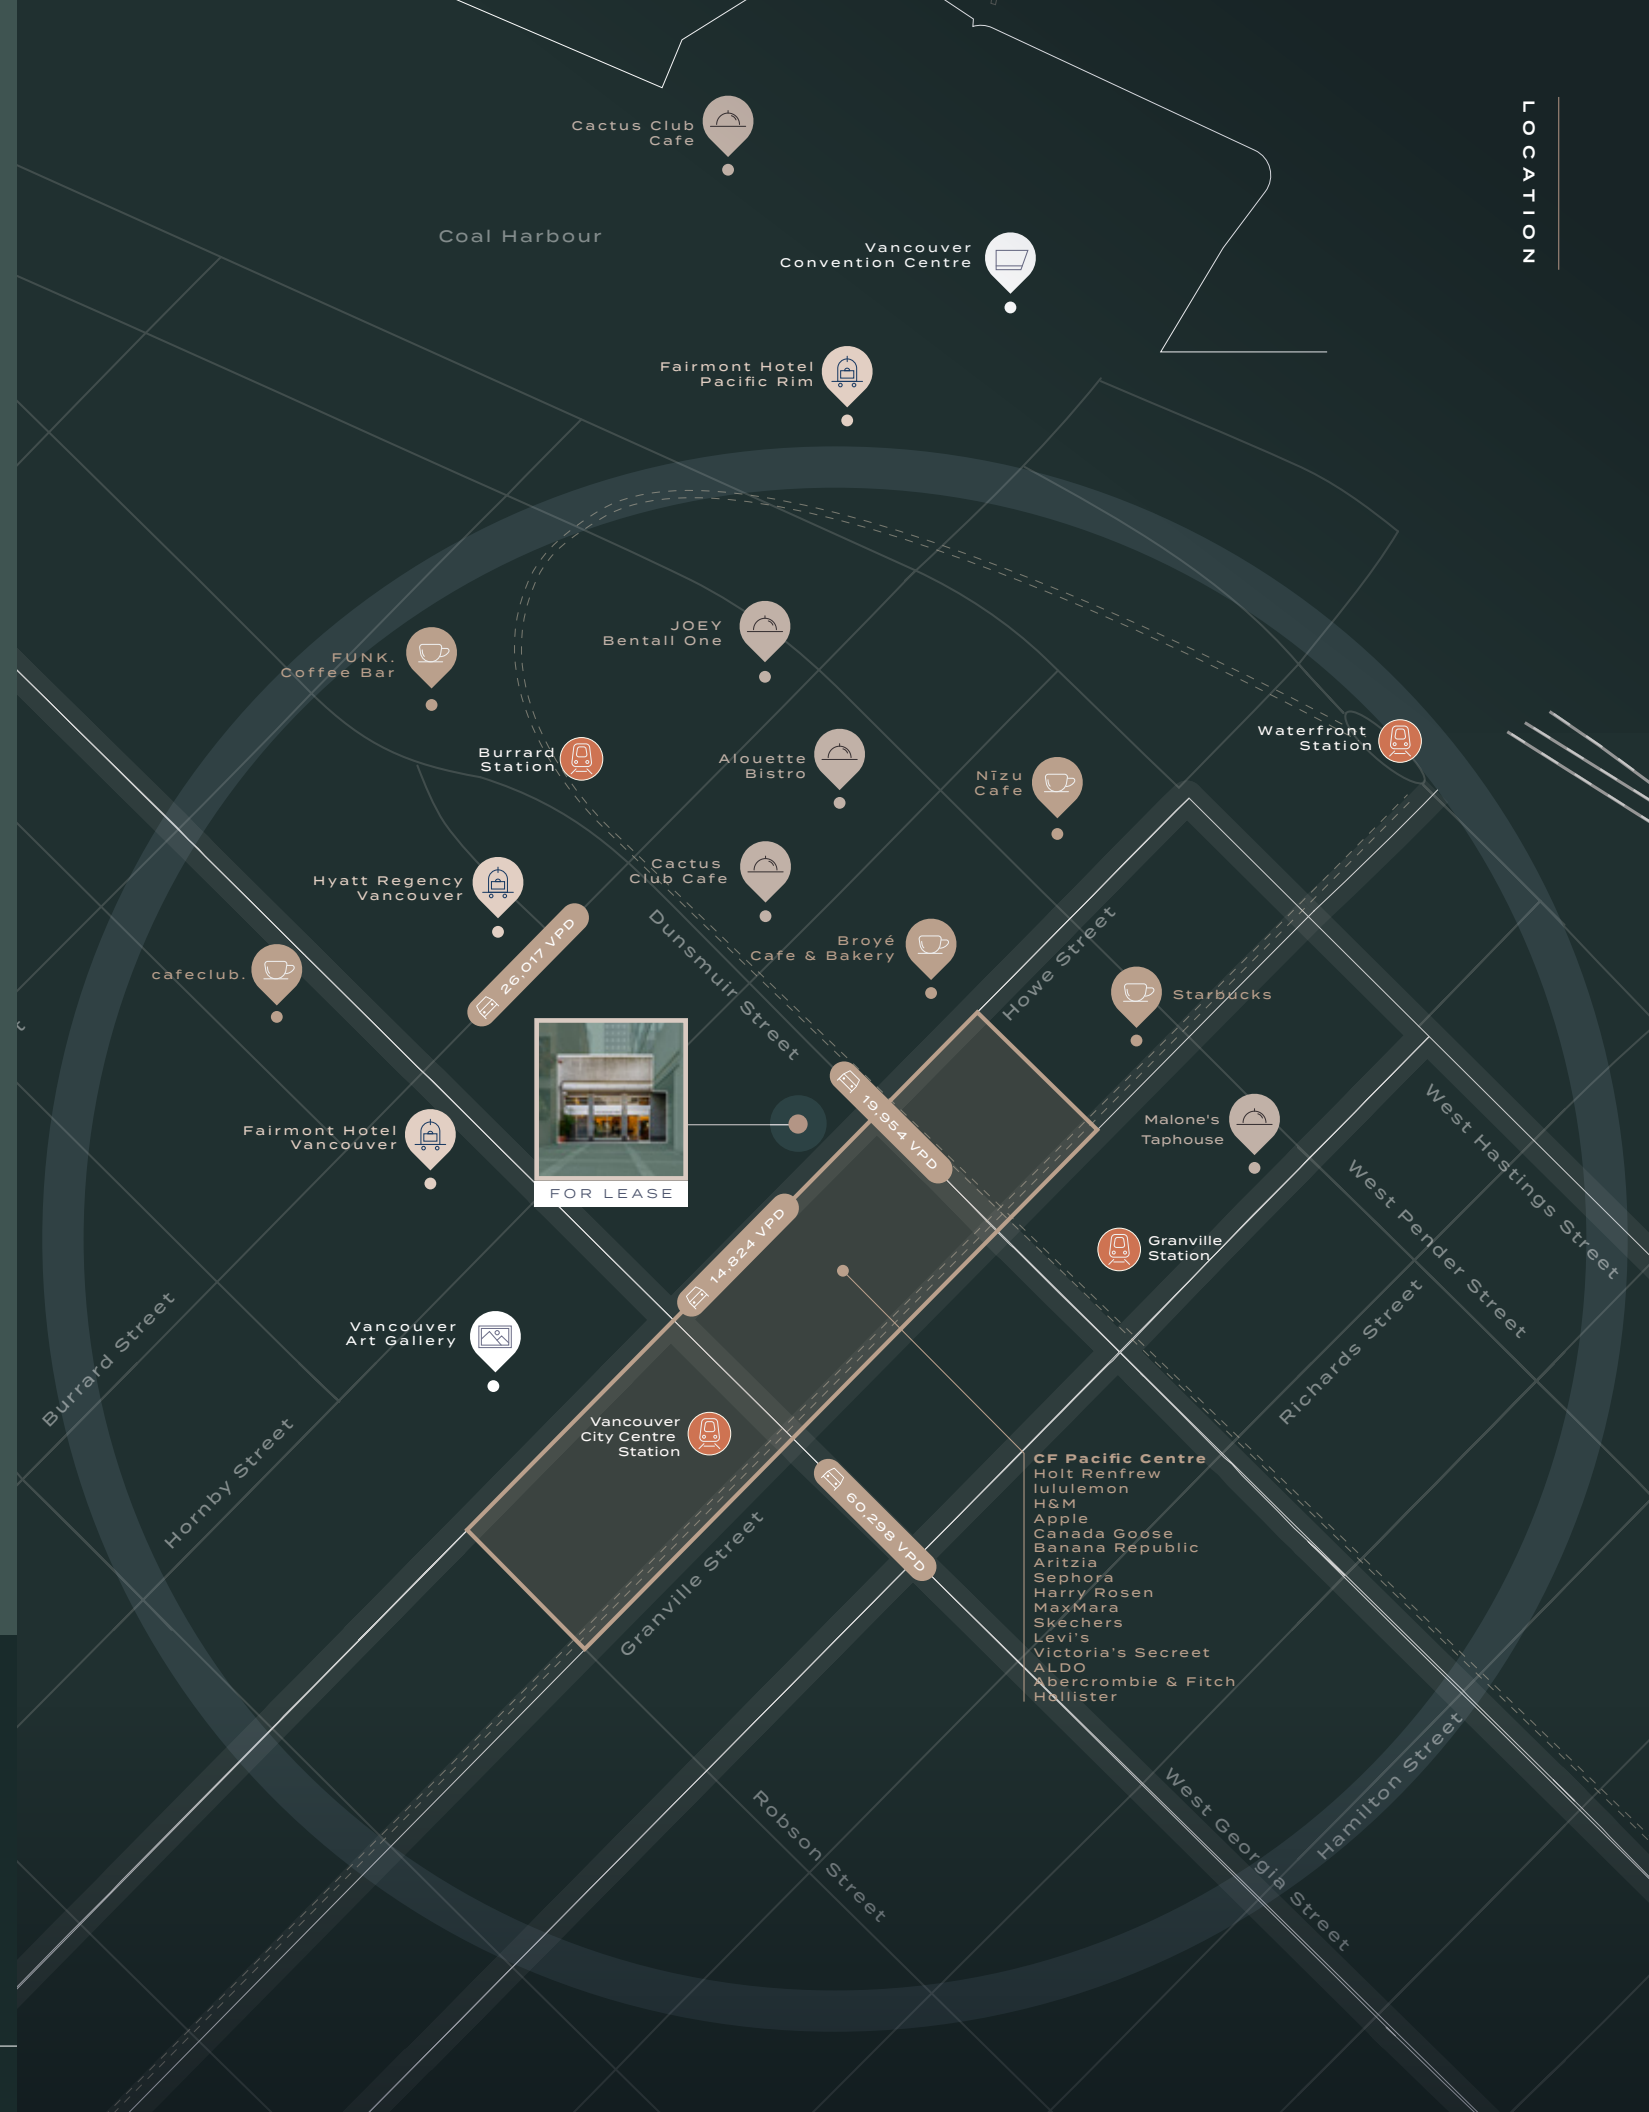 LOCATION
Cactus Club
Cafe
Coal Harbour
Vancouver
Convention Centre
Fairmont Hotel
Pacific Rim
JOEY
Bentall One
FUNK.
Coffee Bar
Burrard
Station
Alouette
Bistro
Nīzu
Cafe
Waterfront
Station
Cactus
Club Cafe
Hyatt Regency
Vancouver
26,017 VPD
Dunsmuir Street
Broyé
Cafe & Bakery
Howe Street
Starbucks
cafeclub.
Fairmont Hotel
Vancouver
FOR LEASE
19,954 VPD
Malone's
Taphouse
West Hastings Street
West Pender Street
14,824 VPD
Granville
Station
Burrard Street
Vancouver
Art Gallery
Richards Street
Hornby Street
Vancouver
City Centre
Station
60,298 VPD
Granville Street
CF Pacific Centre
Holt Renfrew
lululemon
H&M
Apple
Canada Goose
Banana Republic
Aritzia
Sephora
Harry Rosen
MaxMara
Skechers
Levi's
Victoria's Secreet
ALDO
Abercrombie & Fitch
Hollister
Robson Street
West Georgia Street
Hamilton Street